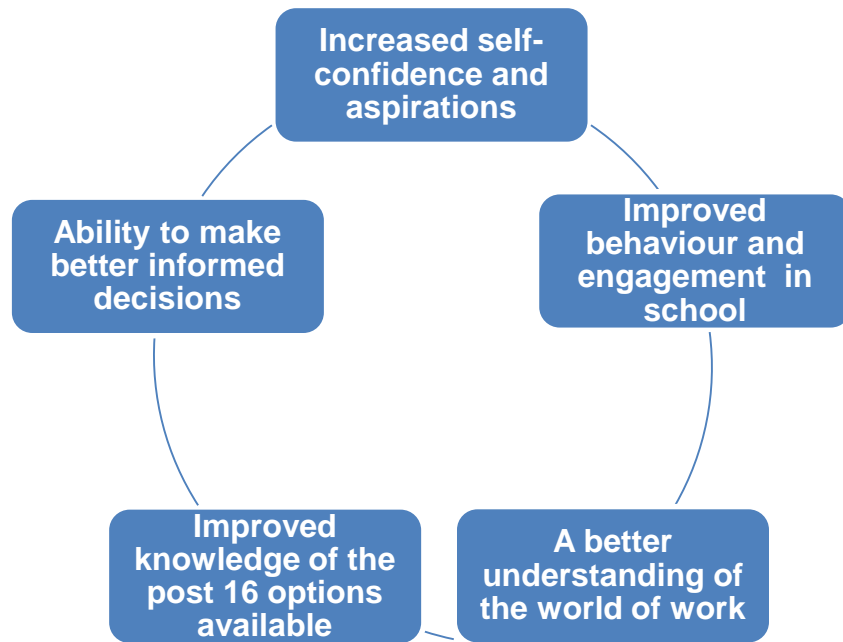 Increased self-
confidence and
aspirations
Improved
behaviour and
engagement in
school
A better
understanding of
the world of work
Improved
knowledge of the
post 16 options
available
Ability to make
better informed
decisions